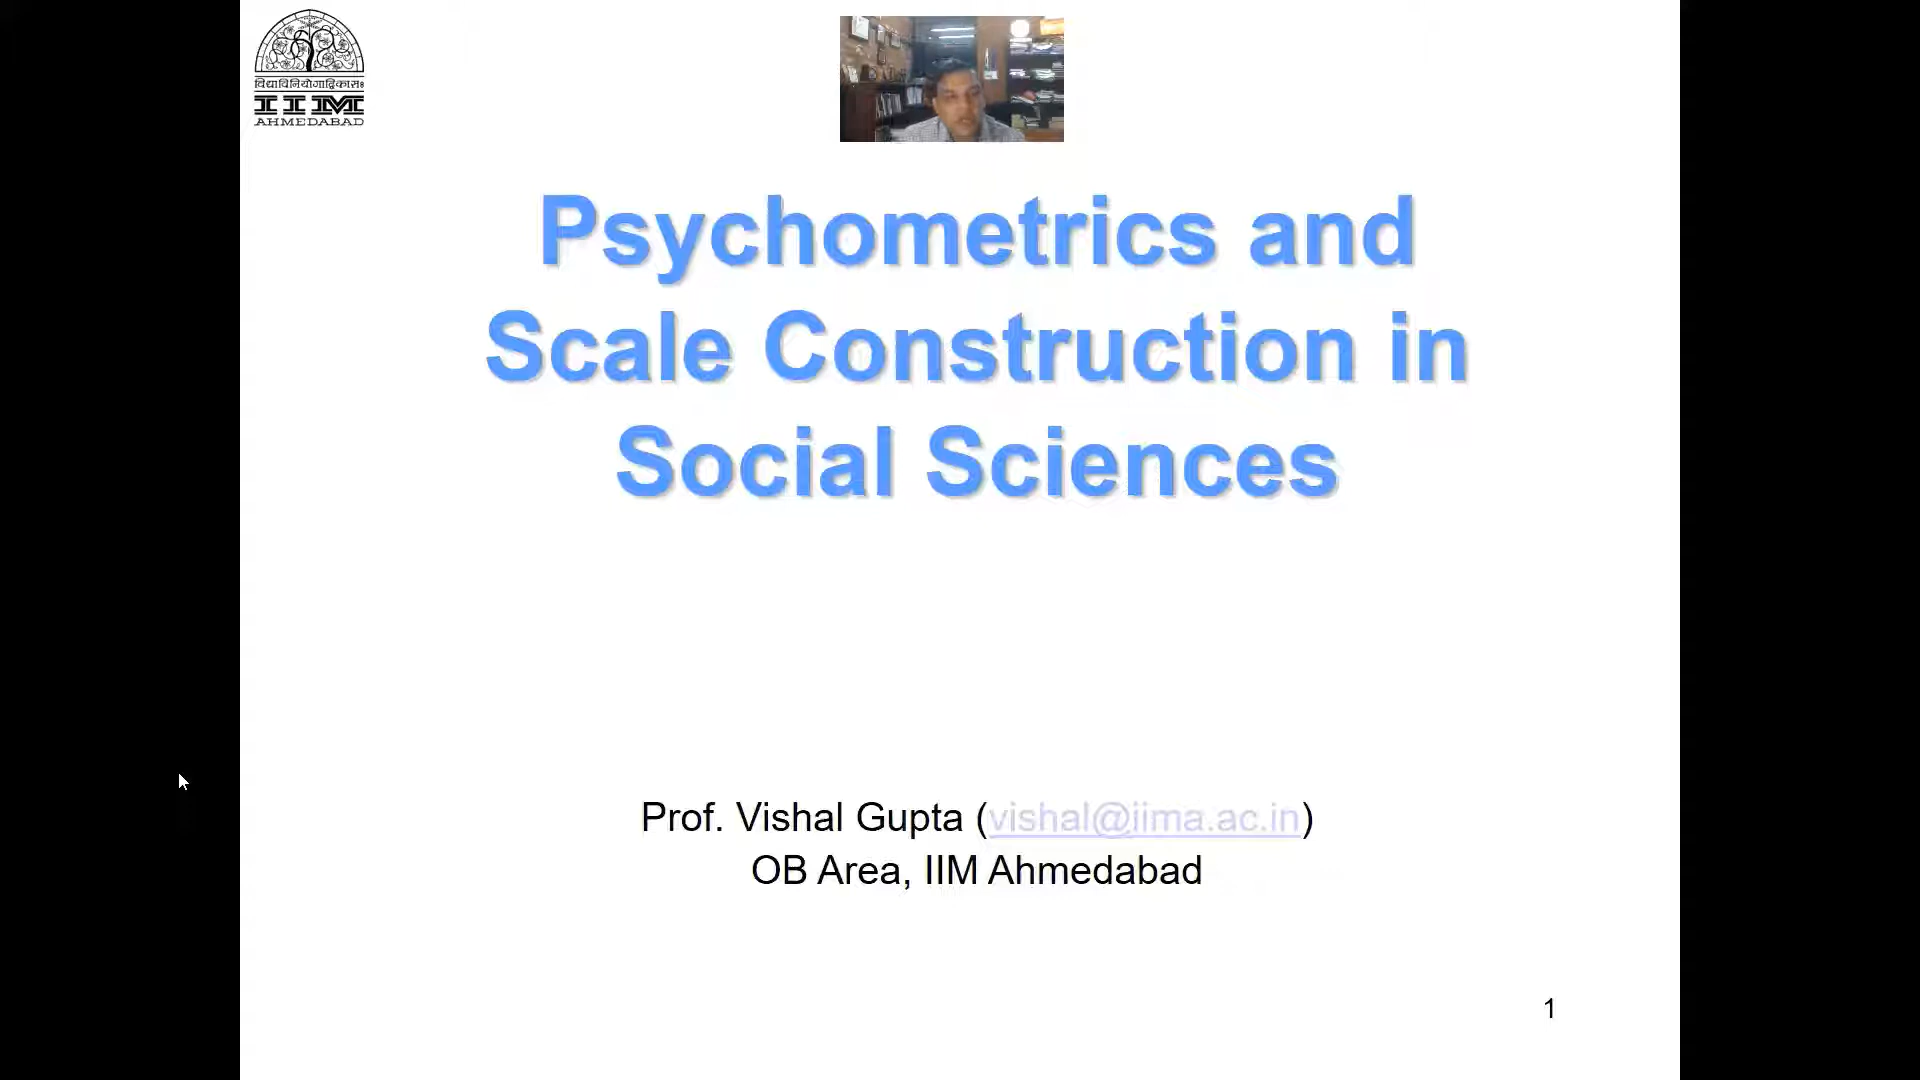 विद्याविनियोगाद्विकासः
IIM
AHMEDABAD
Psychometrics and
Scale Construction in
Social Sciences
Prof. Vishal Gupta (vishal@iima.ac.in)
OB Area, IIM Ahmedabad
1